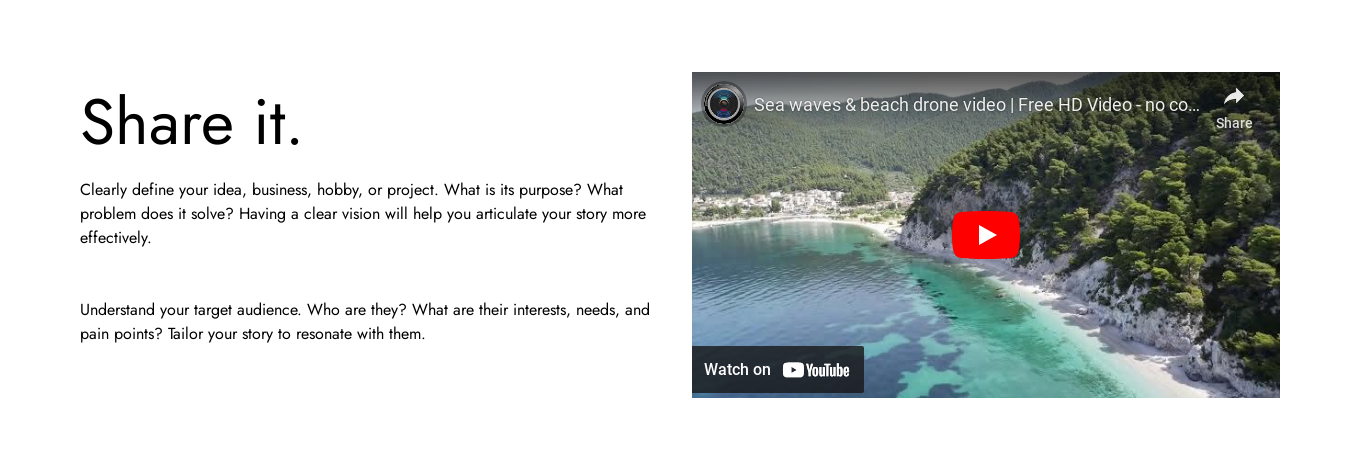 Share it.
Clearly define your idea, business, hobby, or project. What is its purpose? What
problem does it solve? Having a clear vision will help you articulate your story more
effectively.
Understand your target audience. Who are they? What are their interests, needs, and
pain points? Tailor your story to resonate with them.
Sea waves & beach drone video | Free HD Video - no co...
Share
Watch on YouTube